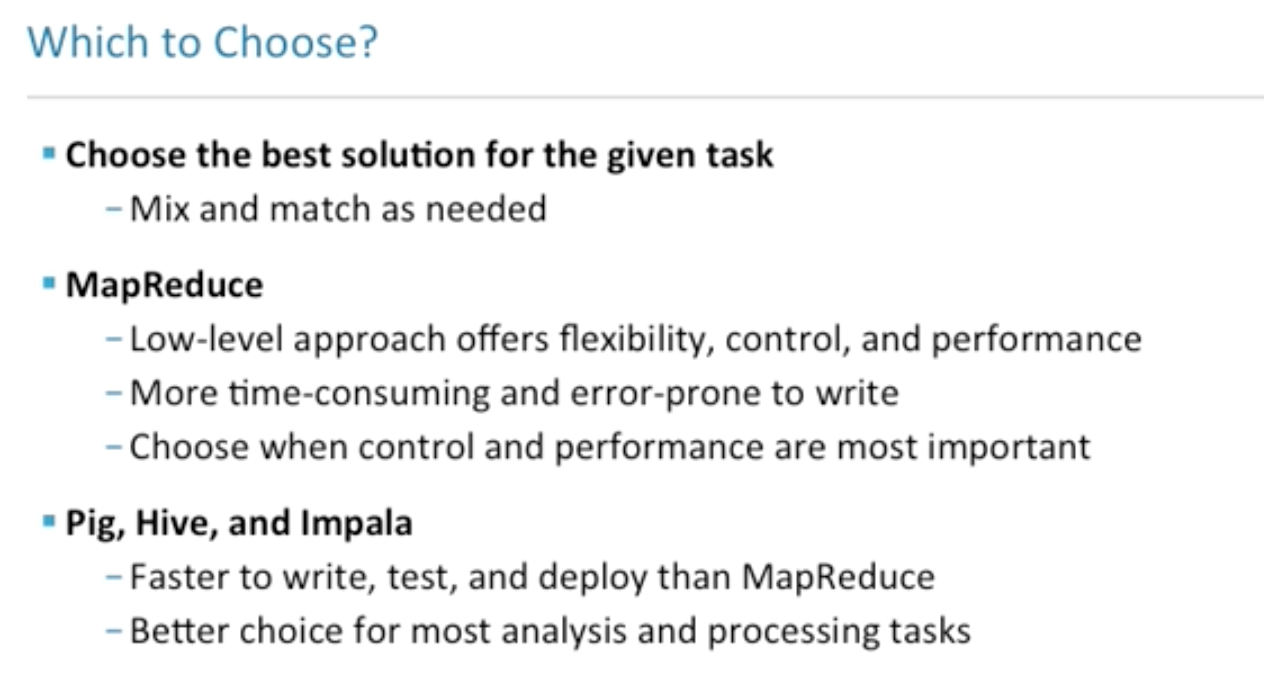 Which to Choose?
▪ Choose the best solution for the given task
– Mix and match as needed
▪ MapReduce
– Low-level approach offers flexibility, control, and performance
– More time-consuming and error-prone to write
– Choose when control and performance are most important
▪ Pig, Hive, and Impala
– Faster to write, test, and deploy than MapReduce
– Better choice for most analysis and processing tasks